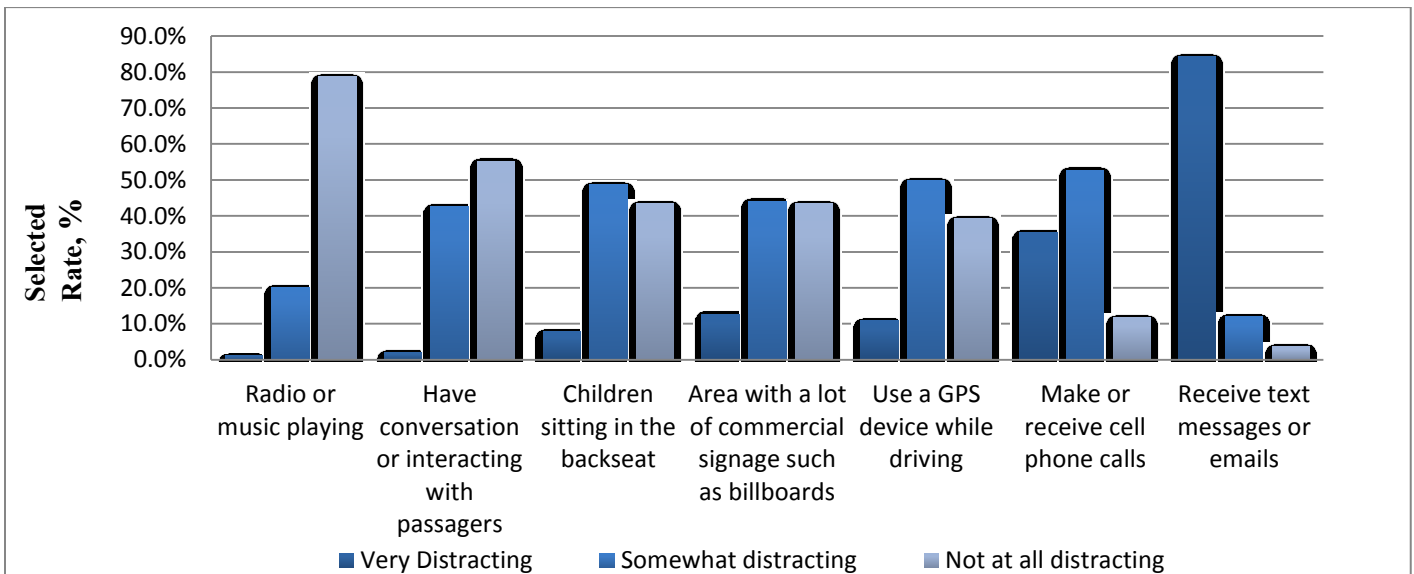 90.0%
80.0%
70.0%
60.0%
50.0%
40.0%
30.0%
20.0%
10.0%
0.0%
Selected
Rate, %
Radio or
music playing
Have
conversation
or interacting
with
passagers
Children
sitting in the
backseat
Area with a lot
of commercial
signage such
as billboards
Use a GPS
device while
driving
Make or
receive cell
phone calls
Receive text
messages or
emails
Very Distracting
Somewhat distracting
Not at all distracting